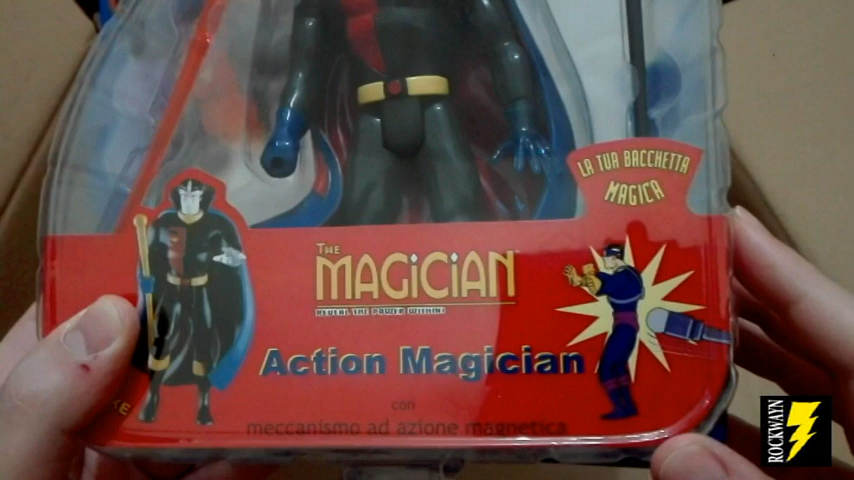 LA TUA BACCHETTA
MAGICA
THE
MAGiCiAN
REVEAL THE POWER WITHIN!
Action Magician
con
meccanismo ad azione magnetica
ROCKWAYN